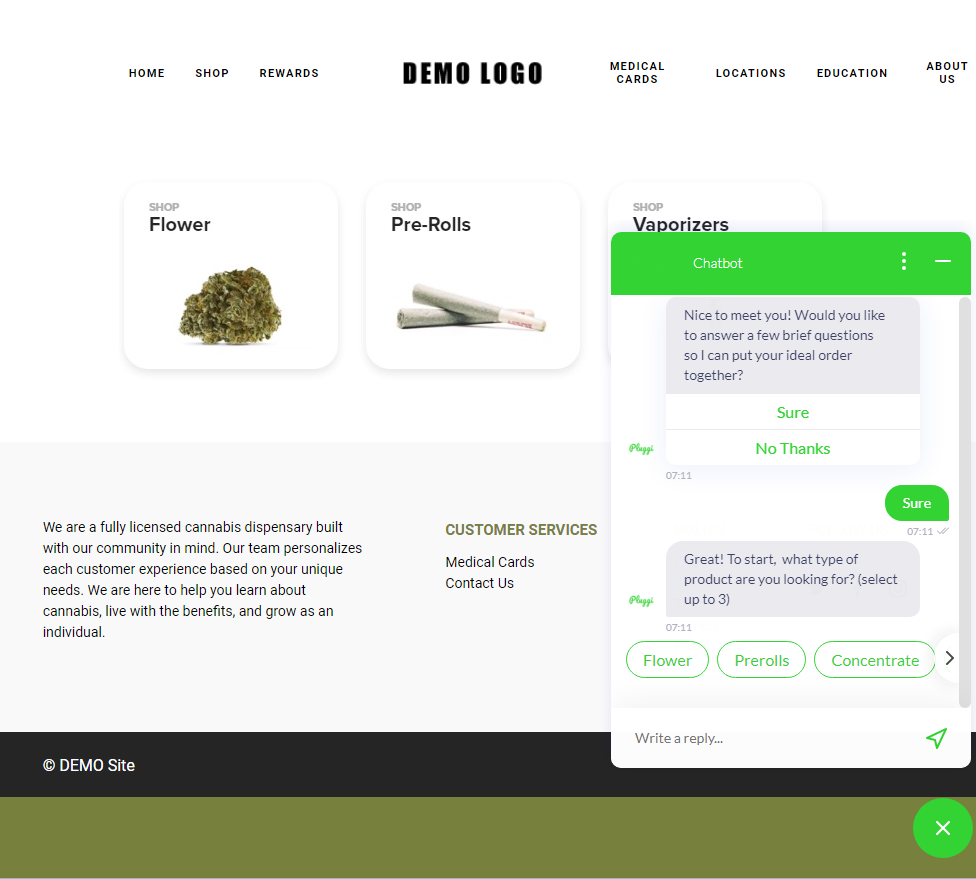 HOME
SHOP
REWARDS
DEMO LOGO
MEDICAL
CARDS
LOCATIONS
EDUCATION
ABOUT
US
SHOP
Flower
SHOP
Pre-Rolls
SHOP
Vaporizers
We are a fully licensed cannabis dispensary built
with our community in mind. Our team personalizes
each customer experience based on your unique
needs. We are here to help you learn about
cannabis, live with the benefits, and grow as an
individual.
CUSTOMER SERVICES
Medical Cards
Contact Us
© DEMO Site
Chatbot
Nice to meet you! Would you like
to answer a few brief questions
so I can put your ideal order
together?
Sure
No Thanks
Pluggi
07:11
Sure
07:11
Great! To start, what type of
product are you looking for? (select
up to 3)
Pluggi
07:11
Flower
Prerolls
Concentrate
Write a reply...